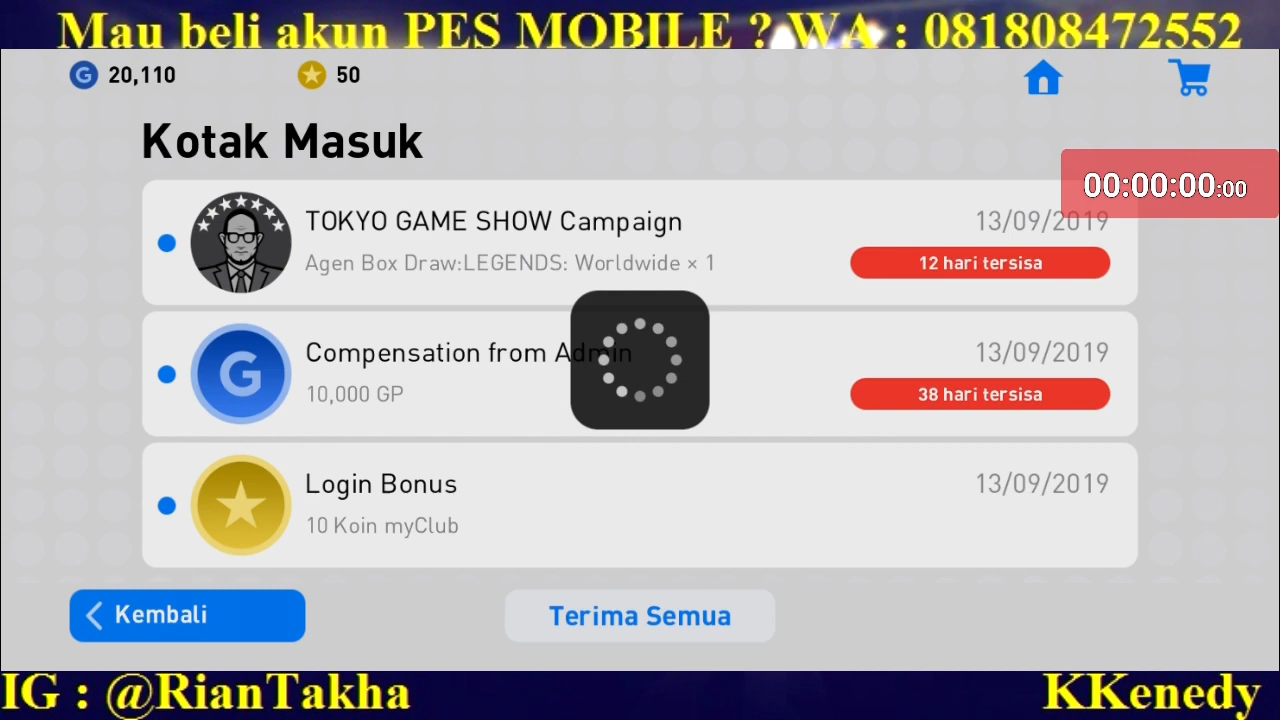 Mau beli akun PES MOBILE ? WA : 081808472552
G 20,110 50
Kotak Masuk
00:00:00:00
TOKYO GAME SHOW Campaign 13/09/2019
Agen Box Draw:LEGENDS: Worldwide × 1 12 hari tersisa
Compensation from Admin 13/09/2019
G
10,000 GP 38 hari tersisa
Login Bonus 13/09/2019
10 Koin myClub
Kembali Terima Semua
IG : @RianTakha KKenedy